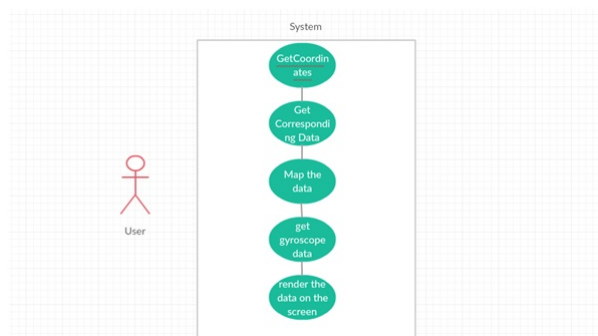 System
GetCoordin
ates
Get
Correspondi
ng Data
Map the
data
get
gyroscope
data
render the
data on the
screen
User